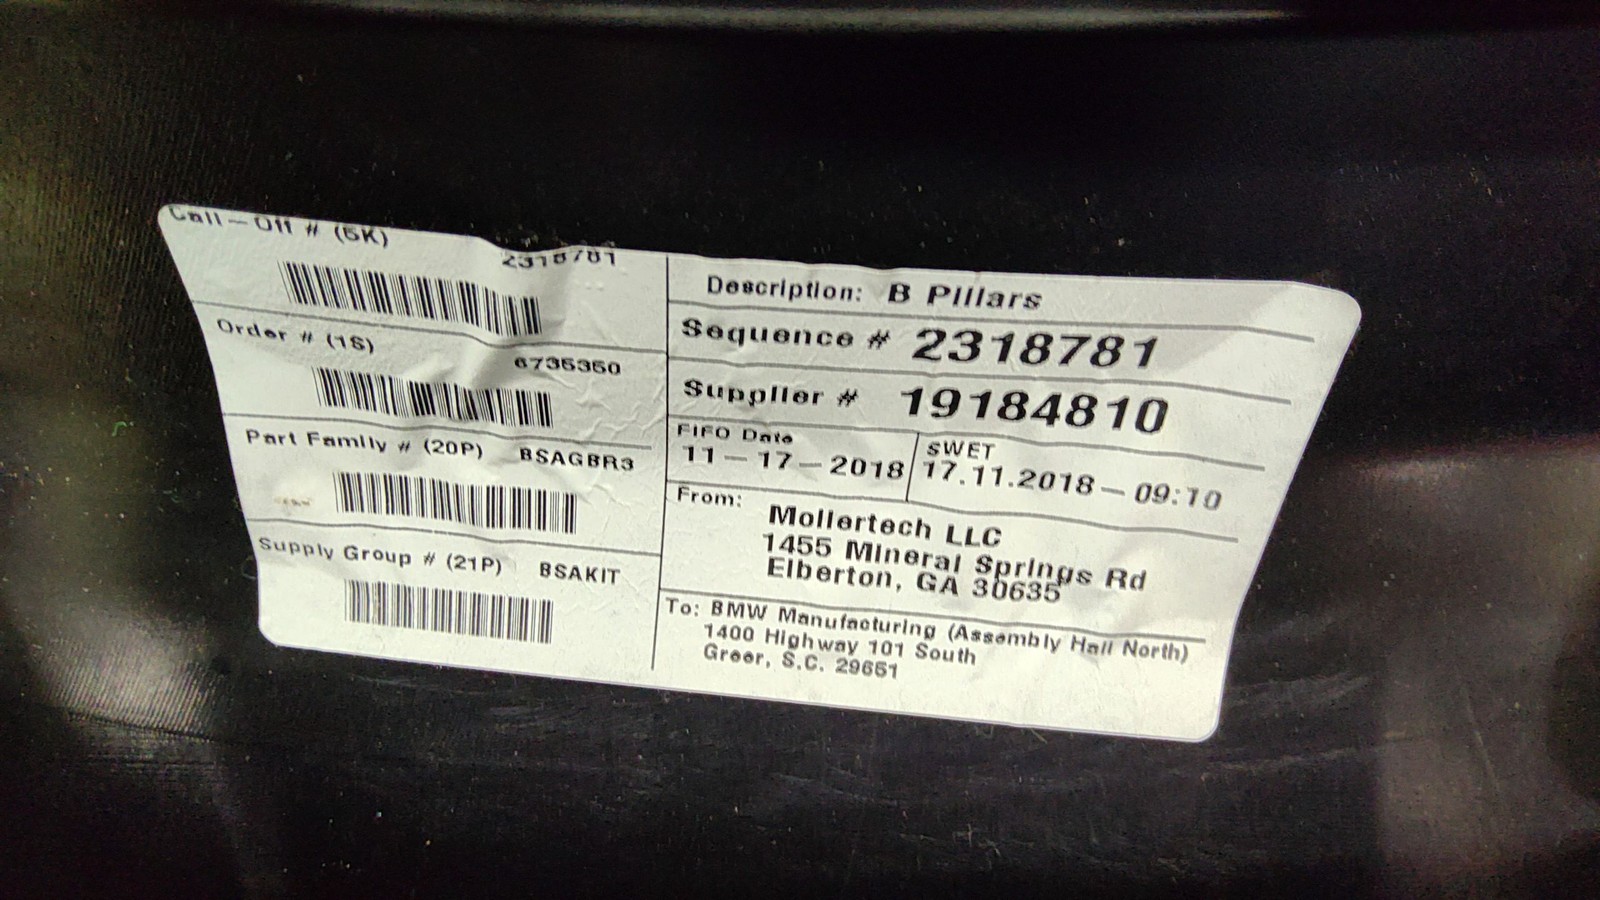 Call-Off # (5K)
2318781
Order # (1S)
6735350
Part Family # (20P) BSAGBR3
Supply Group # (21P) BSAKIT
Description: B Pillars
Sequence # 2318781
Supplier # 19184810
FIFO Date
11-17-2018
SWET
17.11.2018-09:10
From:
Mollertech LLC
1455 Mineral Springs Rd
Elberton, GA 30635
To: BMW Manufacturing (Assembly Hall North)
1400 Highway 101 South
Greer, S.C. 29651